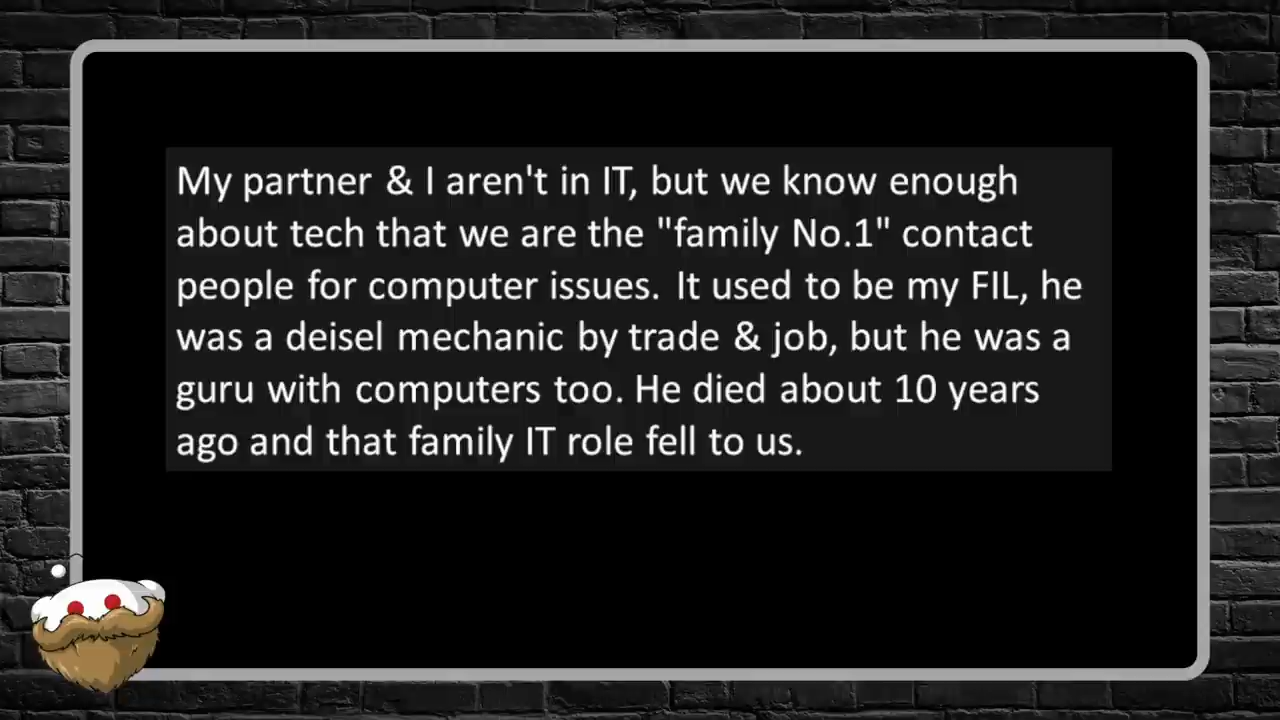 My partner & I aren't in IT, but we know enough
about tech that we are the "family No.1" contact
people for computer issues. It used to be my FIL, he
was a deisel mechanic by trade & job, but he was a
guru with computers too. He died about 10 years
ago and that family IT role fell to us.